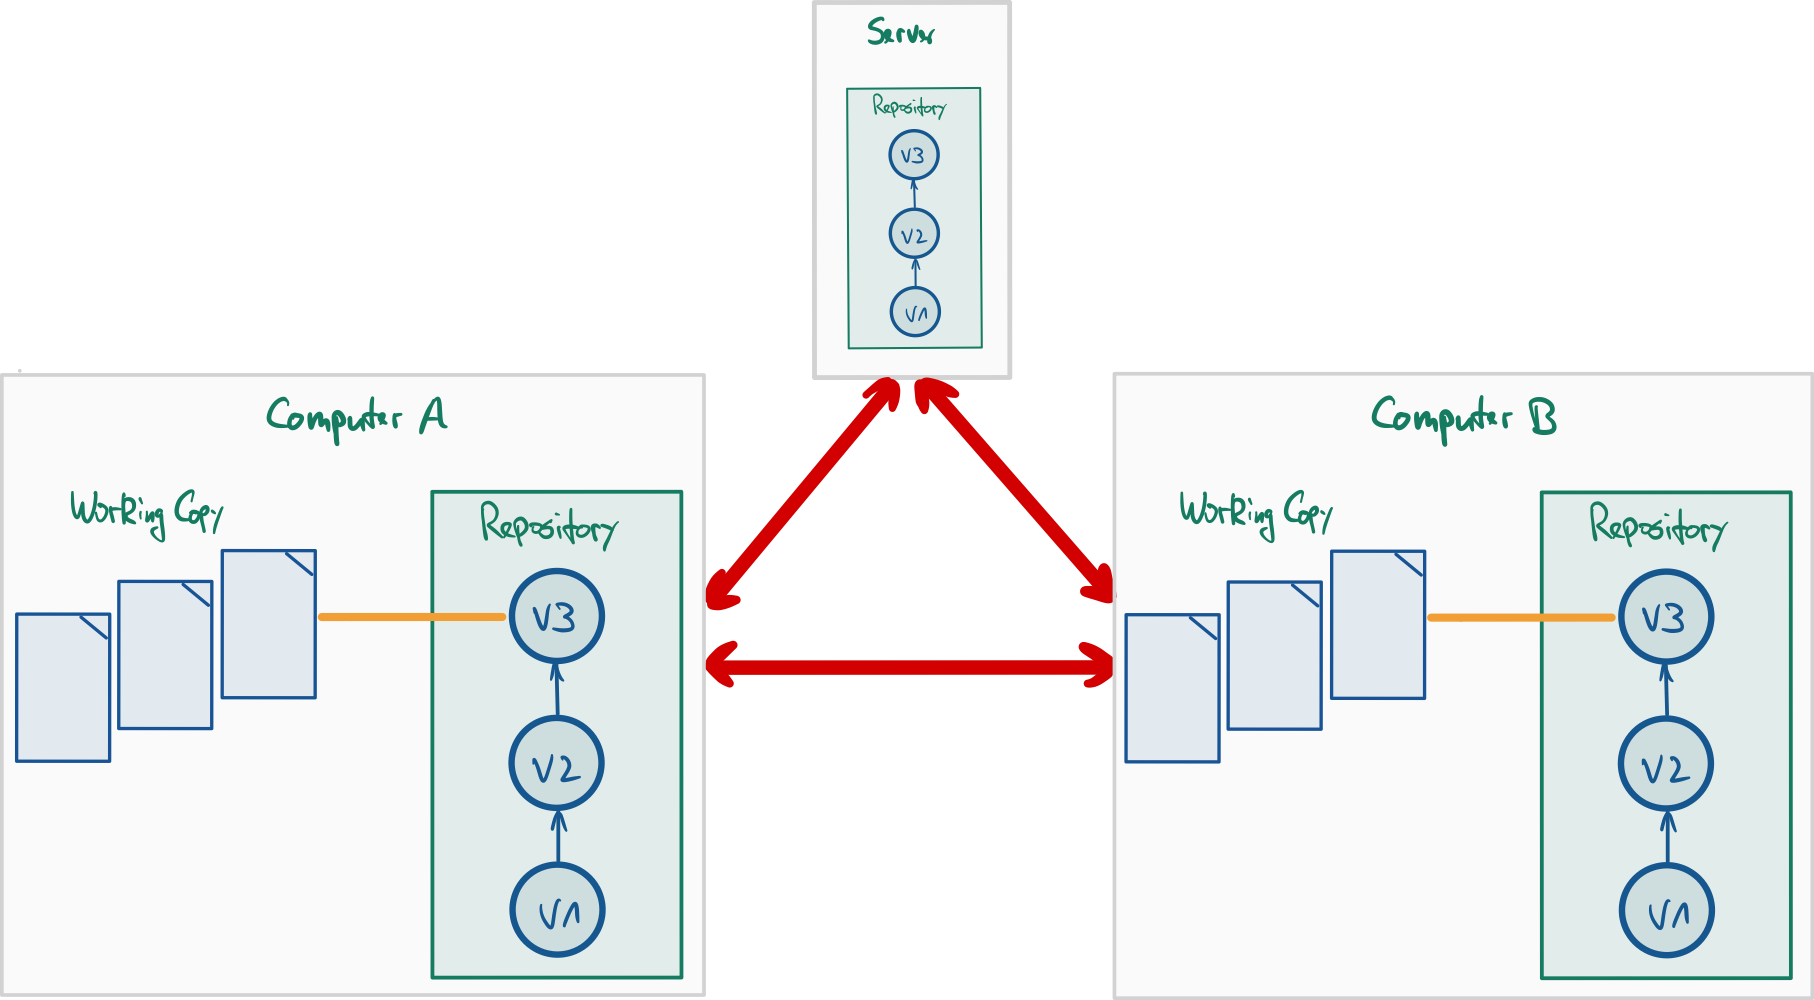 Server
Repository
V3
V2
V1
Computer A
Working Copy
Repository
V3
V2
V1
Computer B
Working Copy
Repository
V3
V2
V1